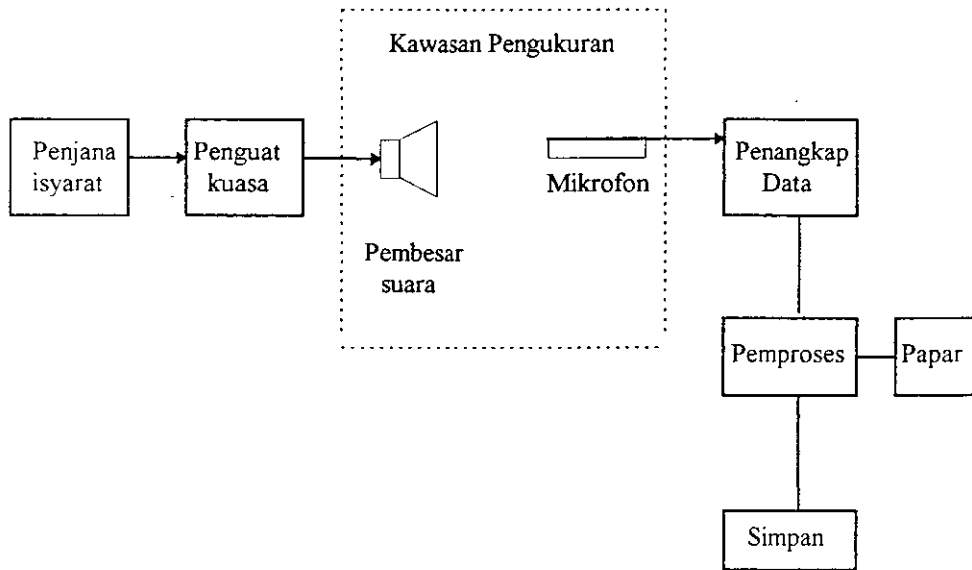 Kawasan Pengukuran
Penjana
isyarat
Penguat
kuasa
Pembesar
suara
Mikrofon
Penangkap
Data
Pemproses
Papar
Simpan